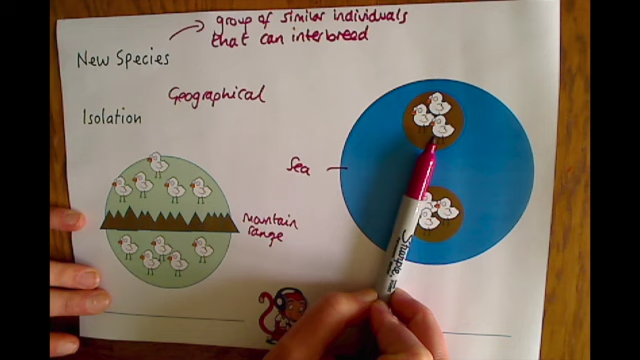 group of similar individuals
that can interbreed
New Species
Geographical
Isolation
Sea
mountain
range
Sharpie